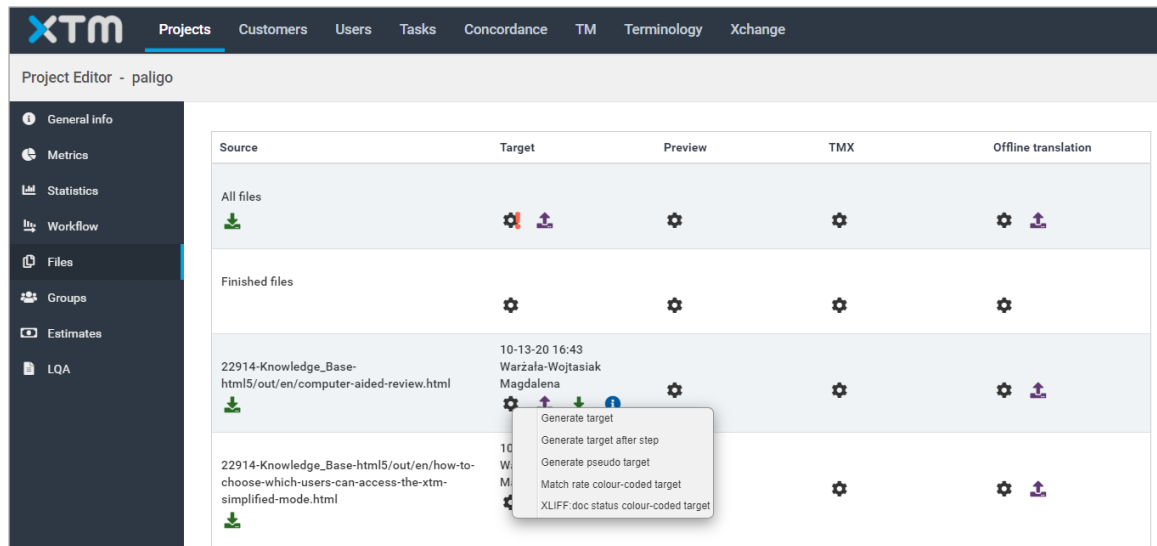 XTM
Projects Customers Users Tasks Concordance TM Terminology Xchange
Project Editor - paligo
General info
Metrics
Statistics
Workflow
Files
Groups
Estimates
LQA
Source Target Preview TMX Offline translation
All files
Finished files
10-13-20 16:43
Warżała-Wojtasiak
Magdalena
22914-Knowledge_Base-
html5/out/en/computer-aided-review.html
Generate target
Generate target after step
Generate pseudo target
Match rate colour-coded target
XLIFF:doc status colour-coded target
10
W
M
22914-Knowledge_Base-html5/out/en/how-to-
choose-which-users-can-access-the-xtm-
simplified-mode.html